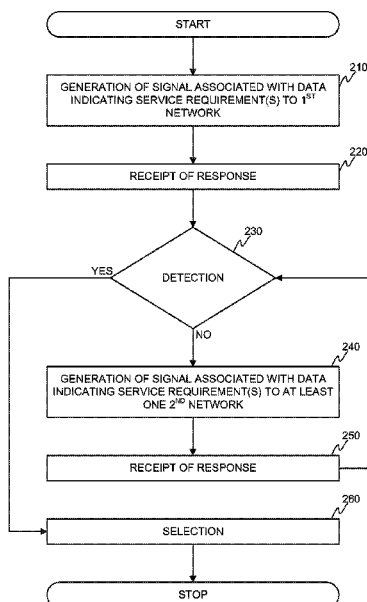 START
210
GENERATION OF SIGNAL ASSOCIATED WITH DATA
INDICATING SERVICE REQUIREMENT(S) TO 1ST
NETWORK
220
RECEIPT OF RESPONSE
230
YES
DETECTION
NO
240
GENERATION OF SIGNAL ASSOCIATED WITH DATA
INDICATING SERVICE REQUIREMENT(S) TO AT LEAST
ONE 2ND NETWORK
250
RECEIPT OF RESPONSE
260
SELECTION
STOP